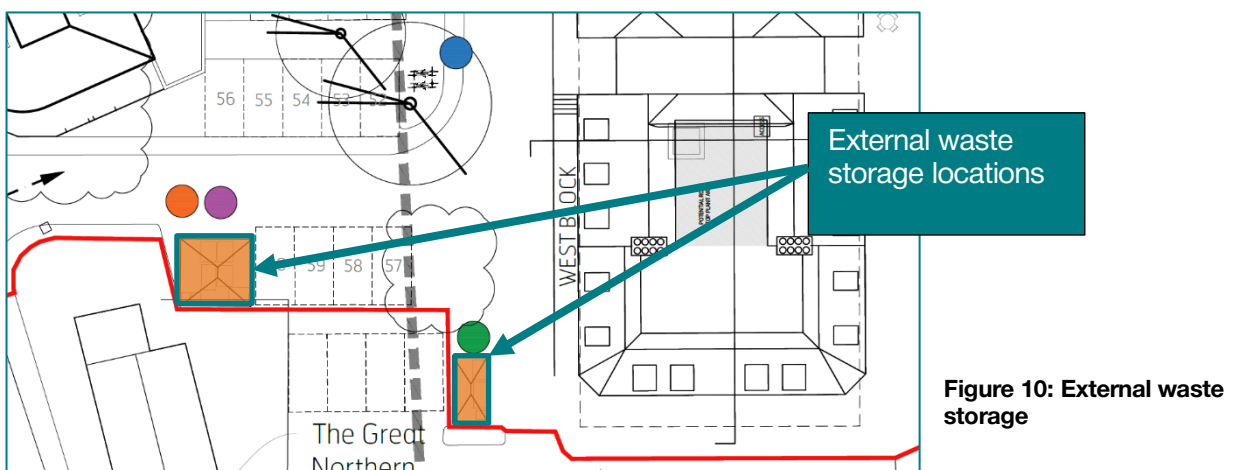 56 55 54 53 52
External waste
storage locations
ACCESS
WEST BLOCK
59 58 57
The Great
Northern
Figure 10: External waste
storage